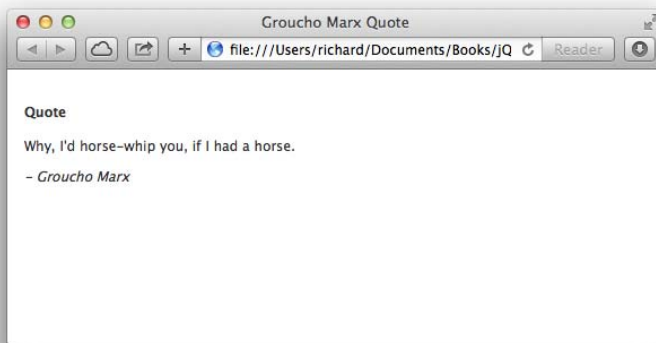 Groucho Marx Quote
file:///Users/richard/Documents/Books/jQ Reader
Quote
Why, I'd horse-whip you, if I had a horse.
- Groucho Marx